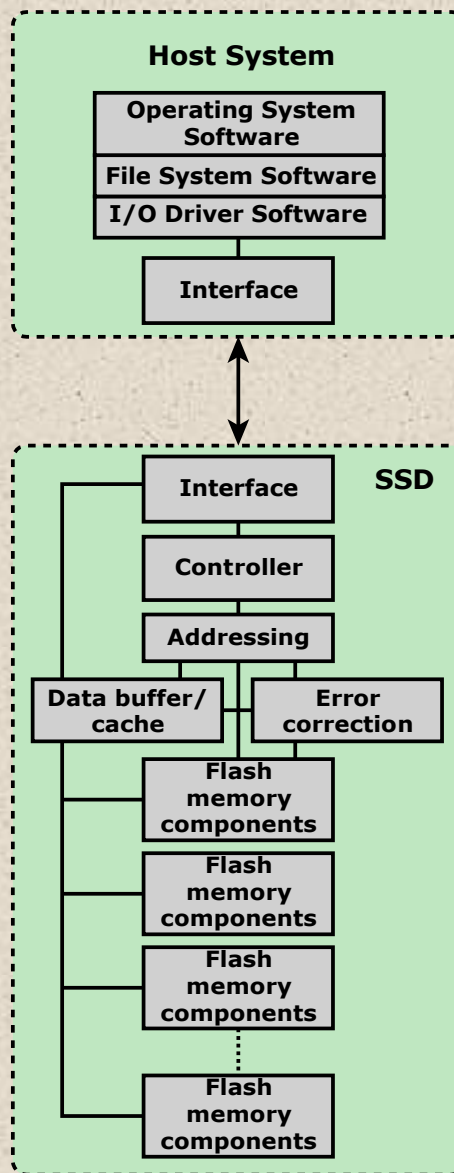 Host System
Operating System
Software
File System Software
I/O Driver Software
Interface
SSD
Interface
Controller
Addressing
Data buffer/
cache
Error
correction
Flash
memory
components
Flash
memory
components
Flash
memory
components
Flash
memory
components